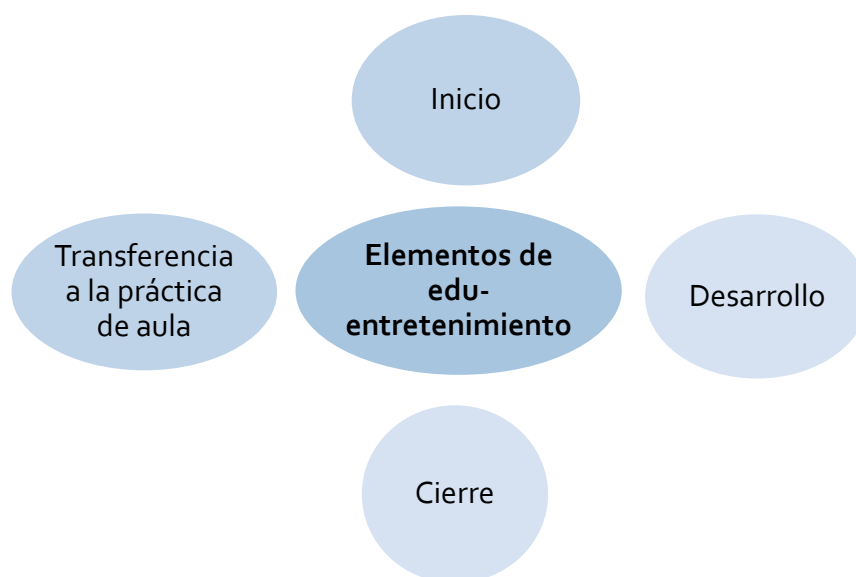 Inicio
Transferencia
a la práctica
de aula
Elementos de
edu-
entretenimiento
Desarrollo
Cierre